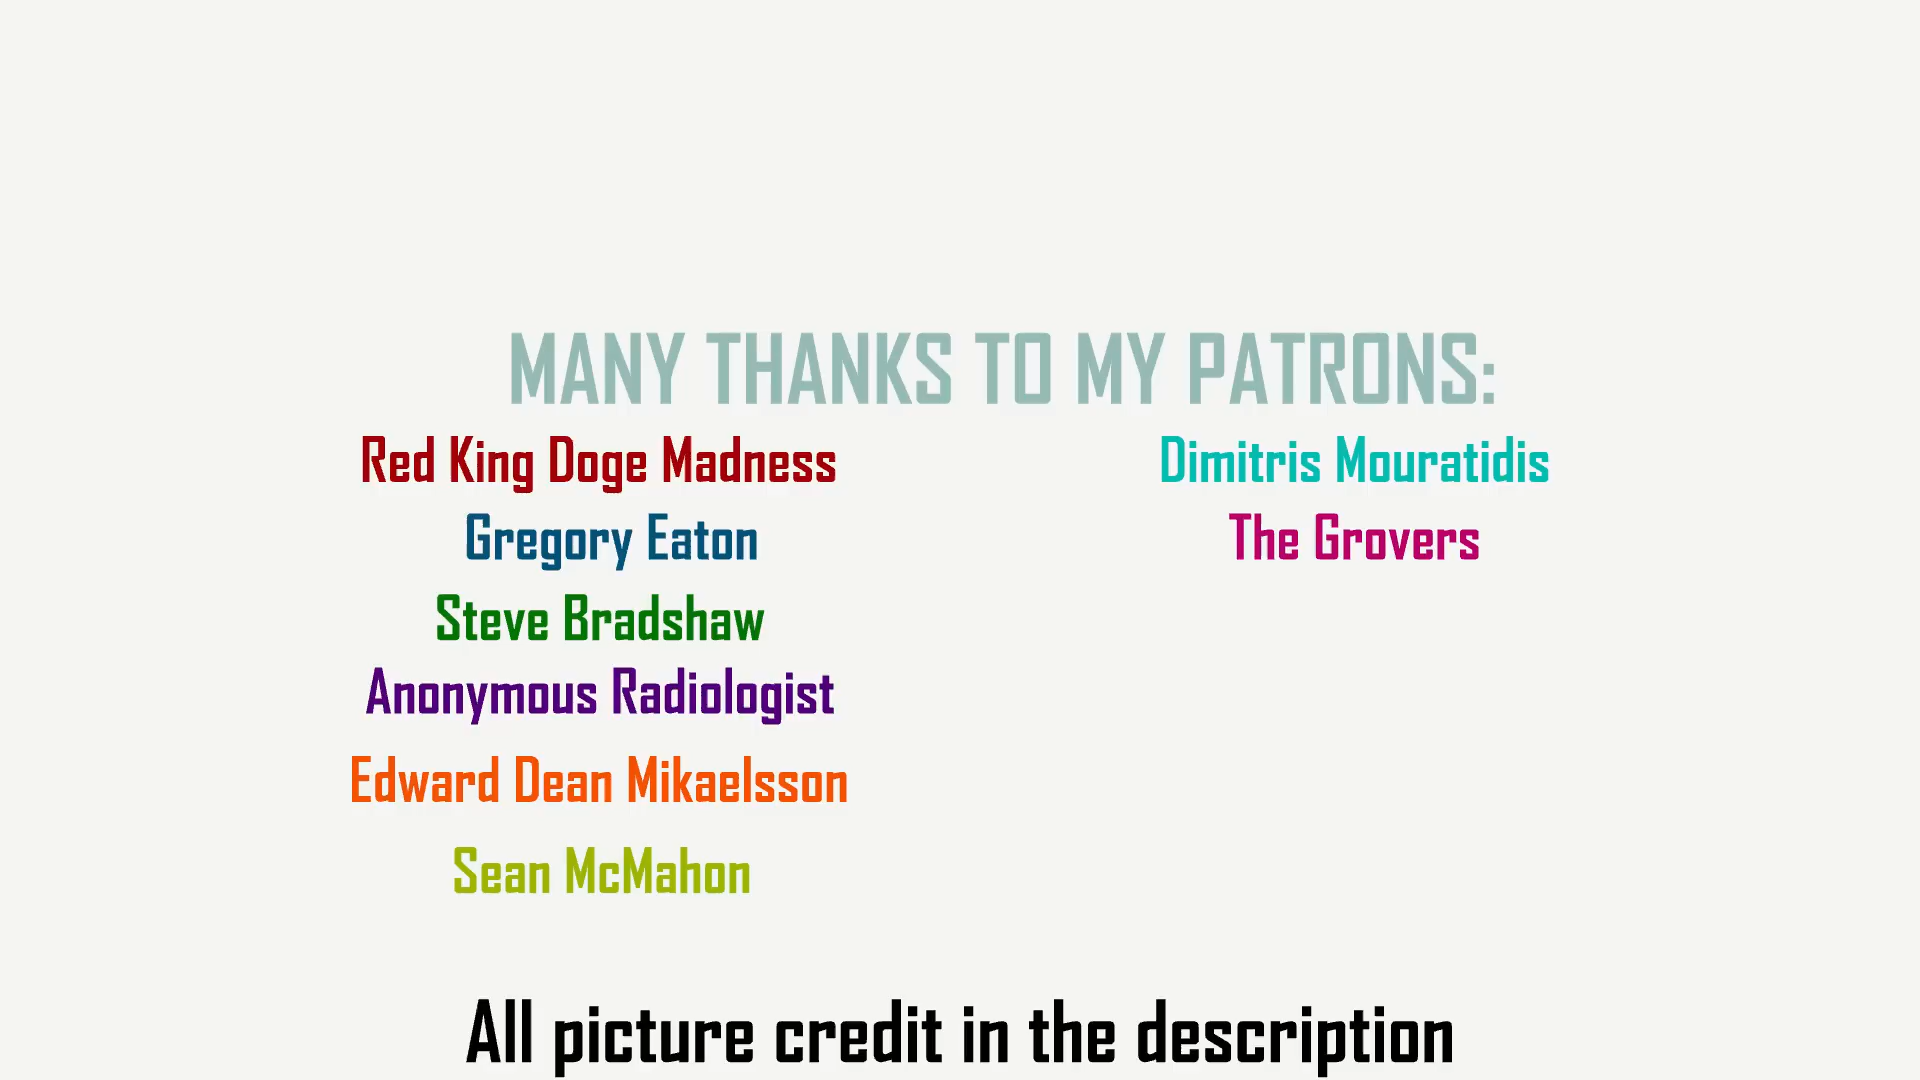 MANY THANKS TO MY PATRONS:
Red King Doge Madness
Gregory Eaton
Steve Bradshaw
Anonymous Radiologist
Edward Dean Mikaelsson
Sean McMahon
Dimitris Mouratidis
The Grovers
All picture credit in the description